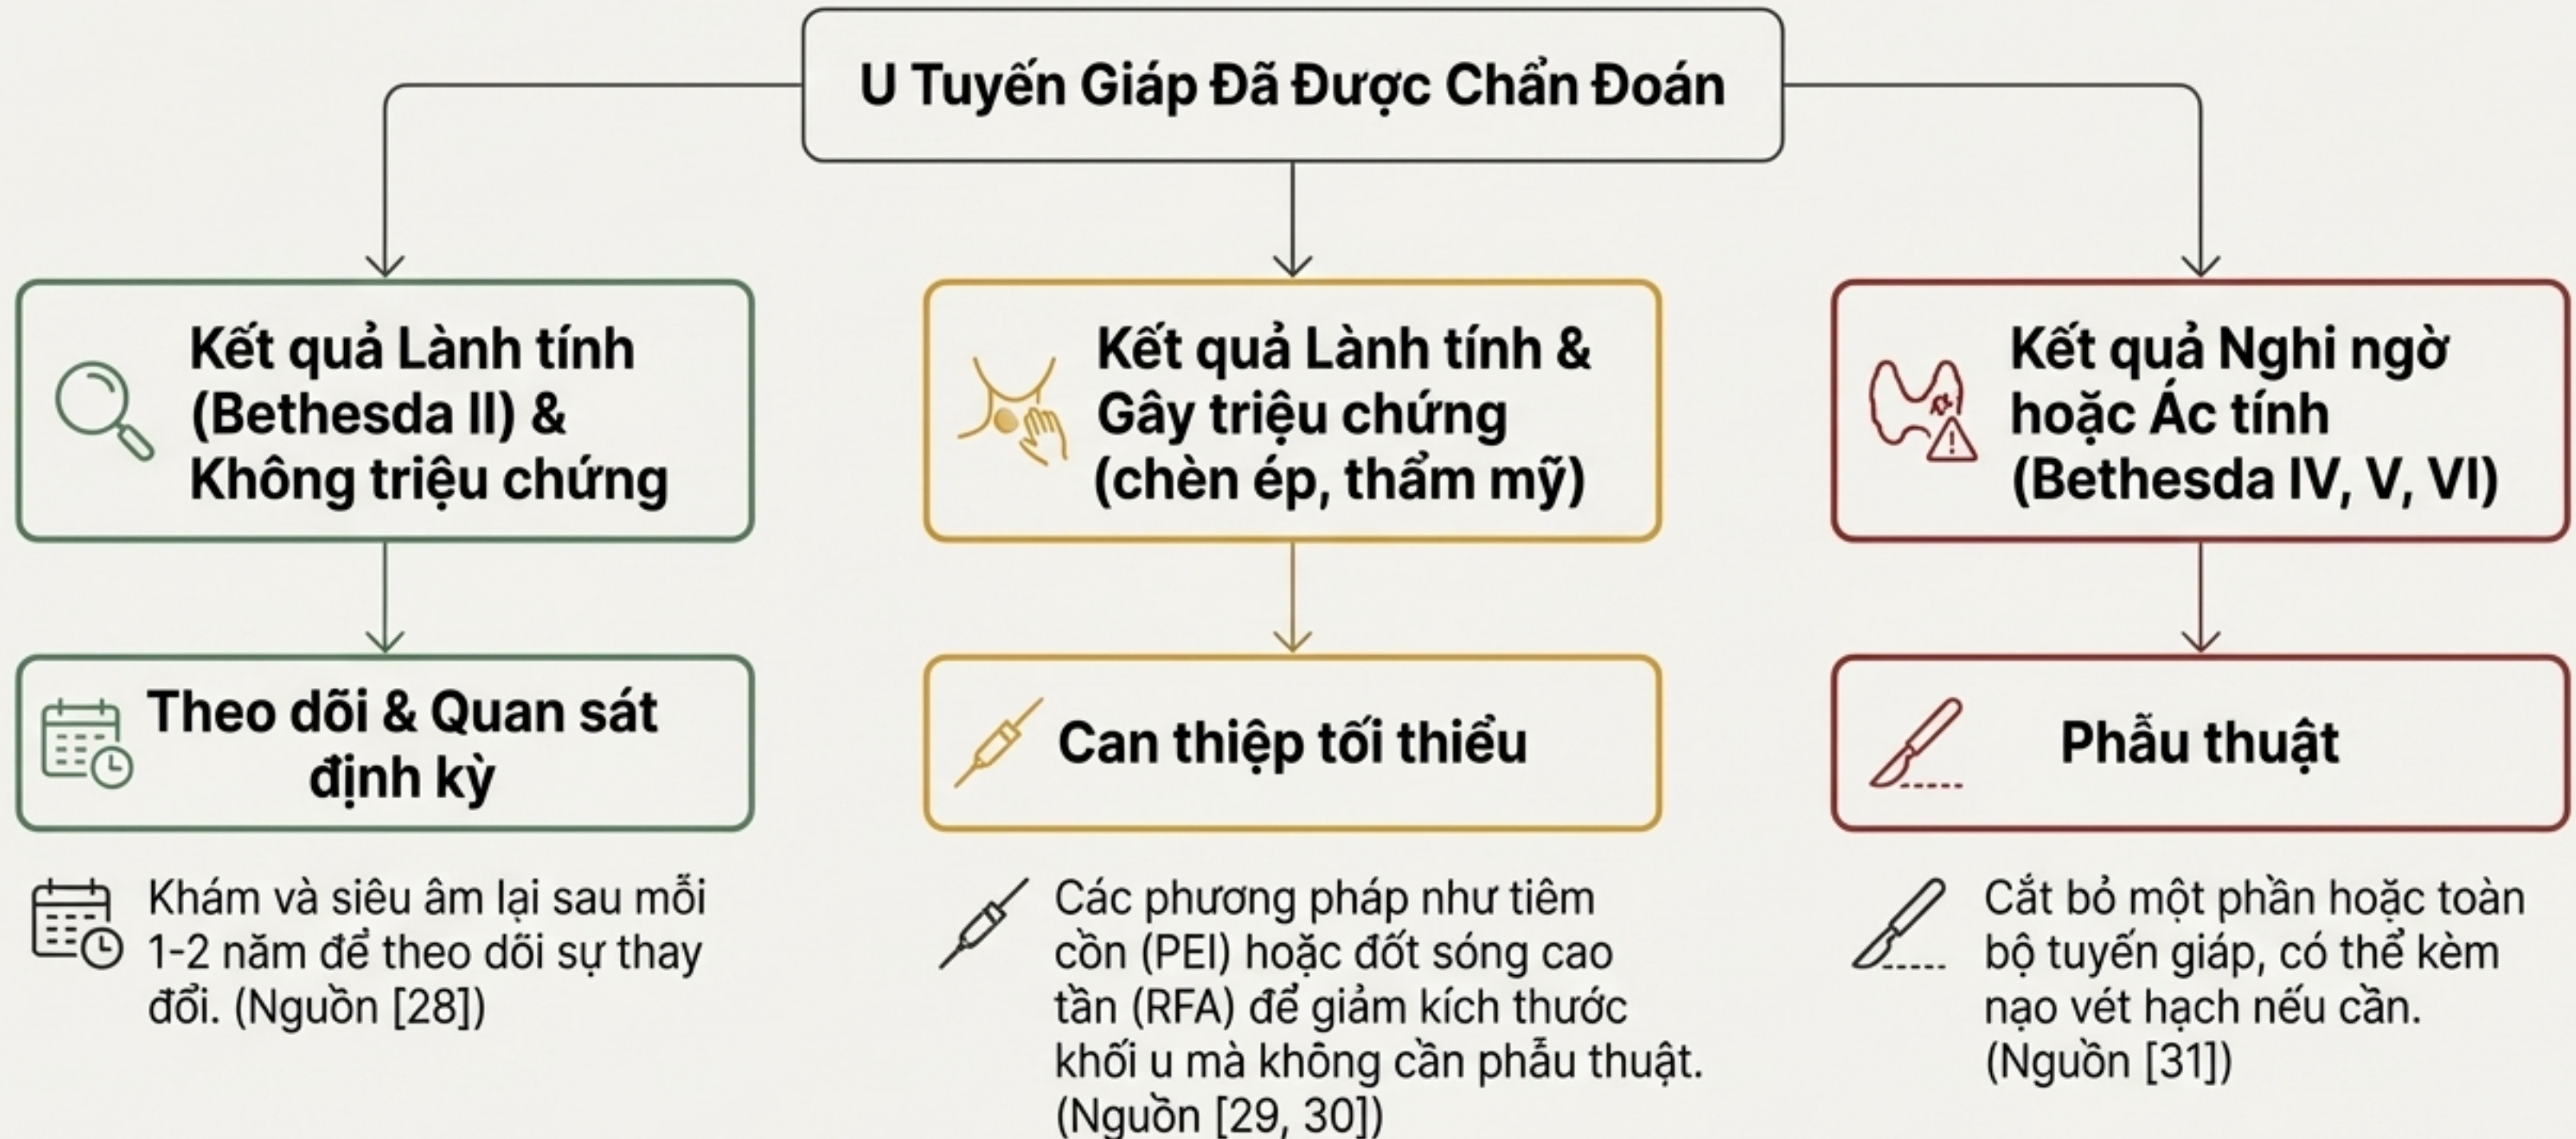 U Tuyến Giáp Đã Được Chẩn Đoán
Kết quả Lành tính
(Bethesda II) &
Không triệu chứng
Kết quả Lành tính &
Gây triệu chứng
(chèn ép, thẩm mỹ)
Kết quả Nghi ngờ
hoặc Ác tính
(Bethesda IV, V, VI)
Theo dõi & Quan sát
định kỳ
Can thiệp tối thiểu
Phẫu thuật
Khám và siêu âm lại sau mỗi
1-2 năm để theo dõi sự thay
đổi. (Nguồn [28])
Các phương pháp như tiêm
cồn (PEI) hoặc đốt sóng cao
tần (RFA) để giảm kích thước
khối u mà không cần phẫu thuật.
(Nguồn [29, 30])
Cắt bỏ một phần hoặc toàn
bộ tuyến giáp, có thể kèm
nạo vét hạch nếu cần.
(Nguồn [31])